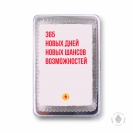 365
НОВЫХ ДНЕЙ
НОВЫХ ШАНСОВ
ВОЗМОЖНОСТЕЙ